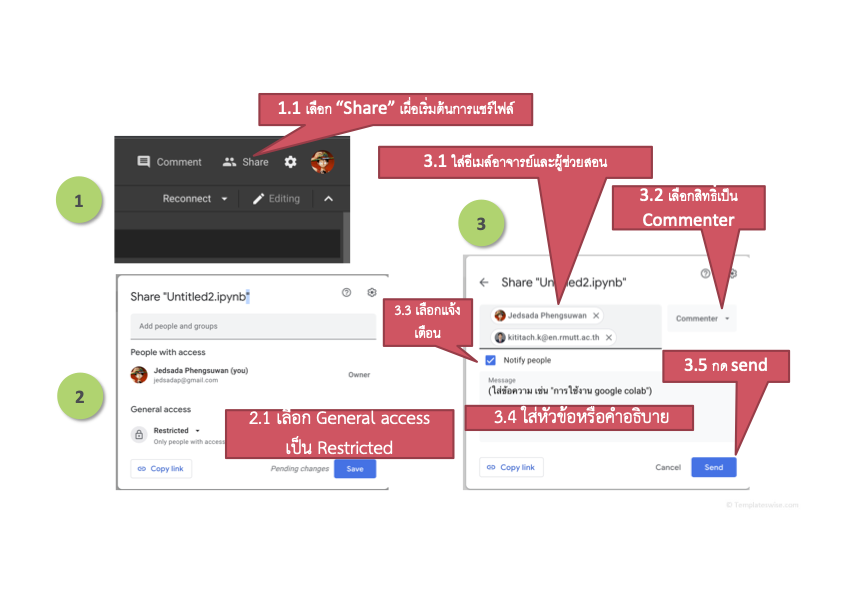 1.1 เลือก “Share” เผื่อเริ่มต้นการแชร์ไฟล์
Comment
Share
Reconnect
Editing
1
Share "Untitled2.ipynb"
Add people and groups
People with access
Jedsada Phengsuwan (you)
jedsadap@gmail.com
Owner
General access
Restricted
Only people with access
Copy link
Pending changes
Save
2
2.1 เลือก General access
เป็น Restricted
3.1 ใส่อีเมล์อาจารย์และผู้ช่วยสอน
3.2 เลือกสิทธิ์เป็น
Commenter
3
Share "Untitled2.ipynb"
Jedsada Phengsuwan
kititach.k@en.rmutt.ac.th
Commenter
3.3 เลือกแจ้ง
เตือน
Notify people
Message
(ใส่ข้อความ เช่น "การใช้งาน google colab")
3.4 ใส่หัวข้อหรือคำอธิบาย
3.5 กด send
Copy link
Cancel
Send